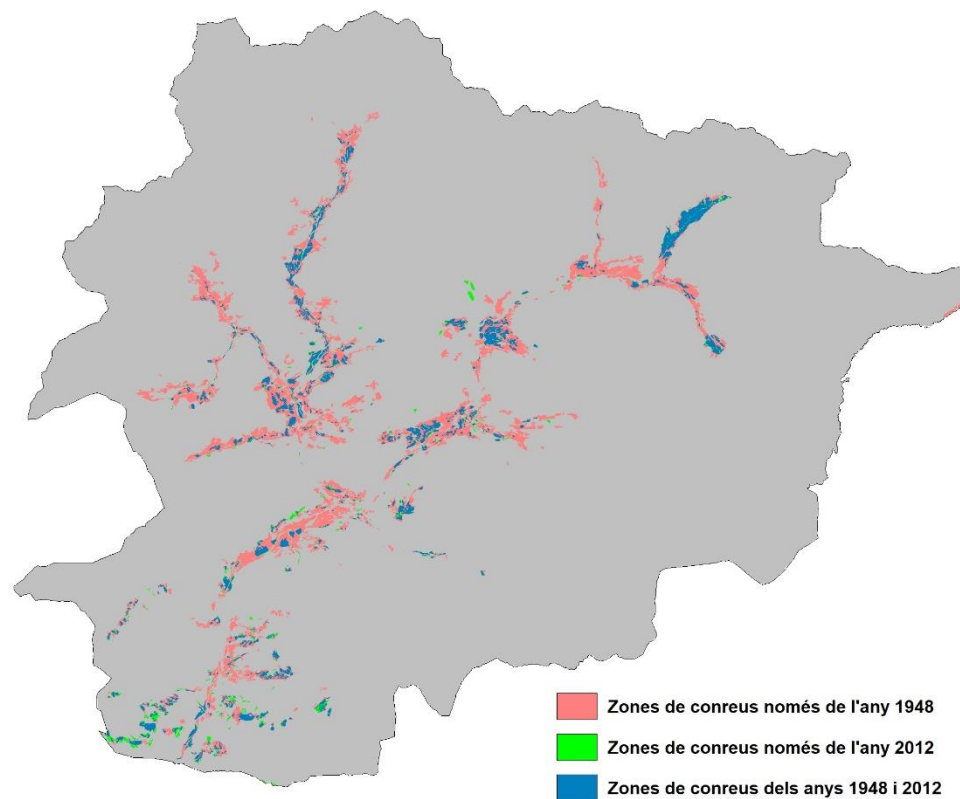 Zones de conreus només de l'any 1948
Zones de conreus només de l'any 2012
Zones de conreus dels anys 1948 i 2012